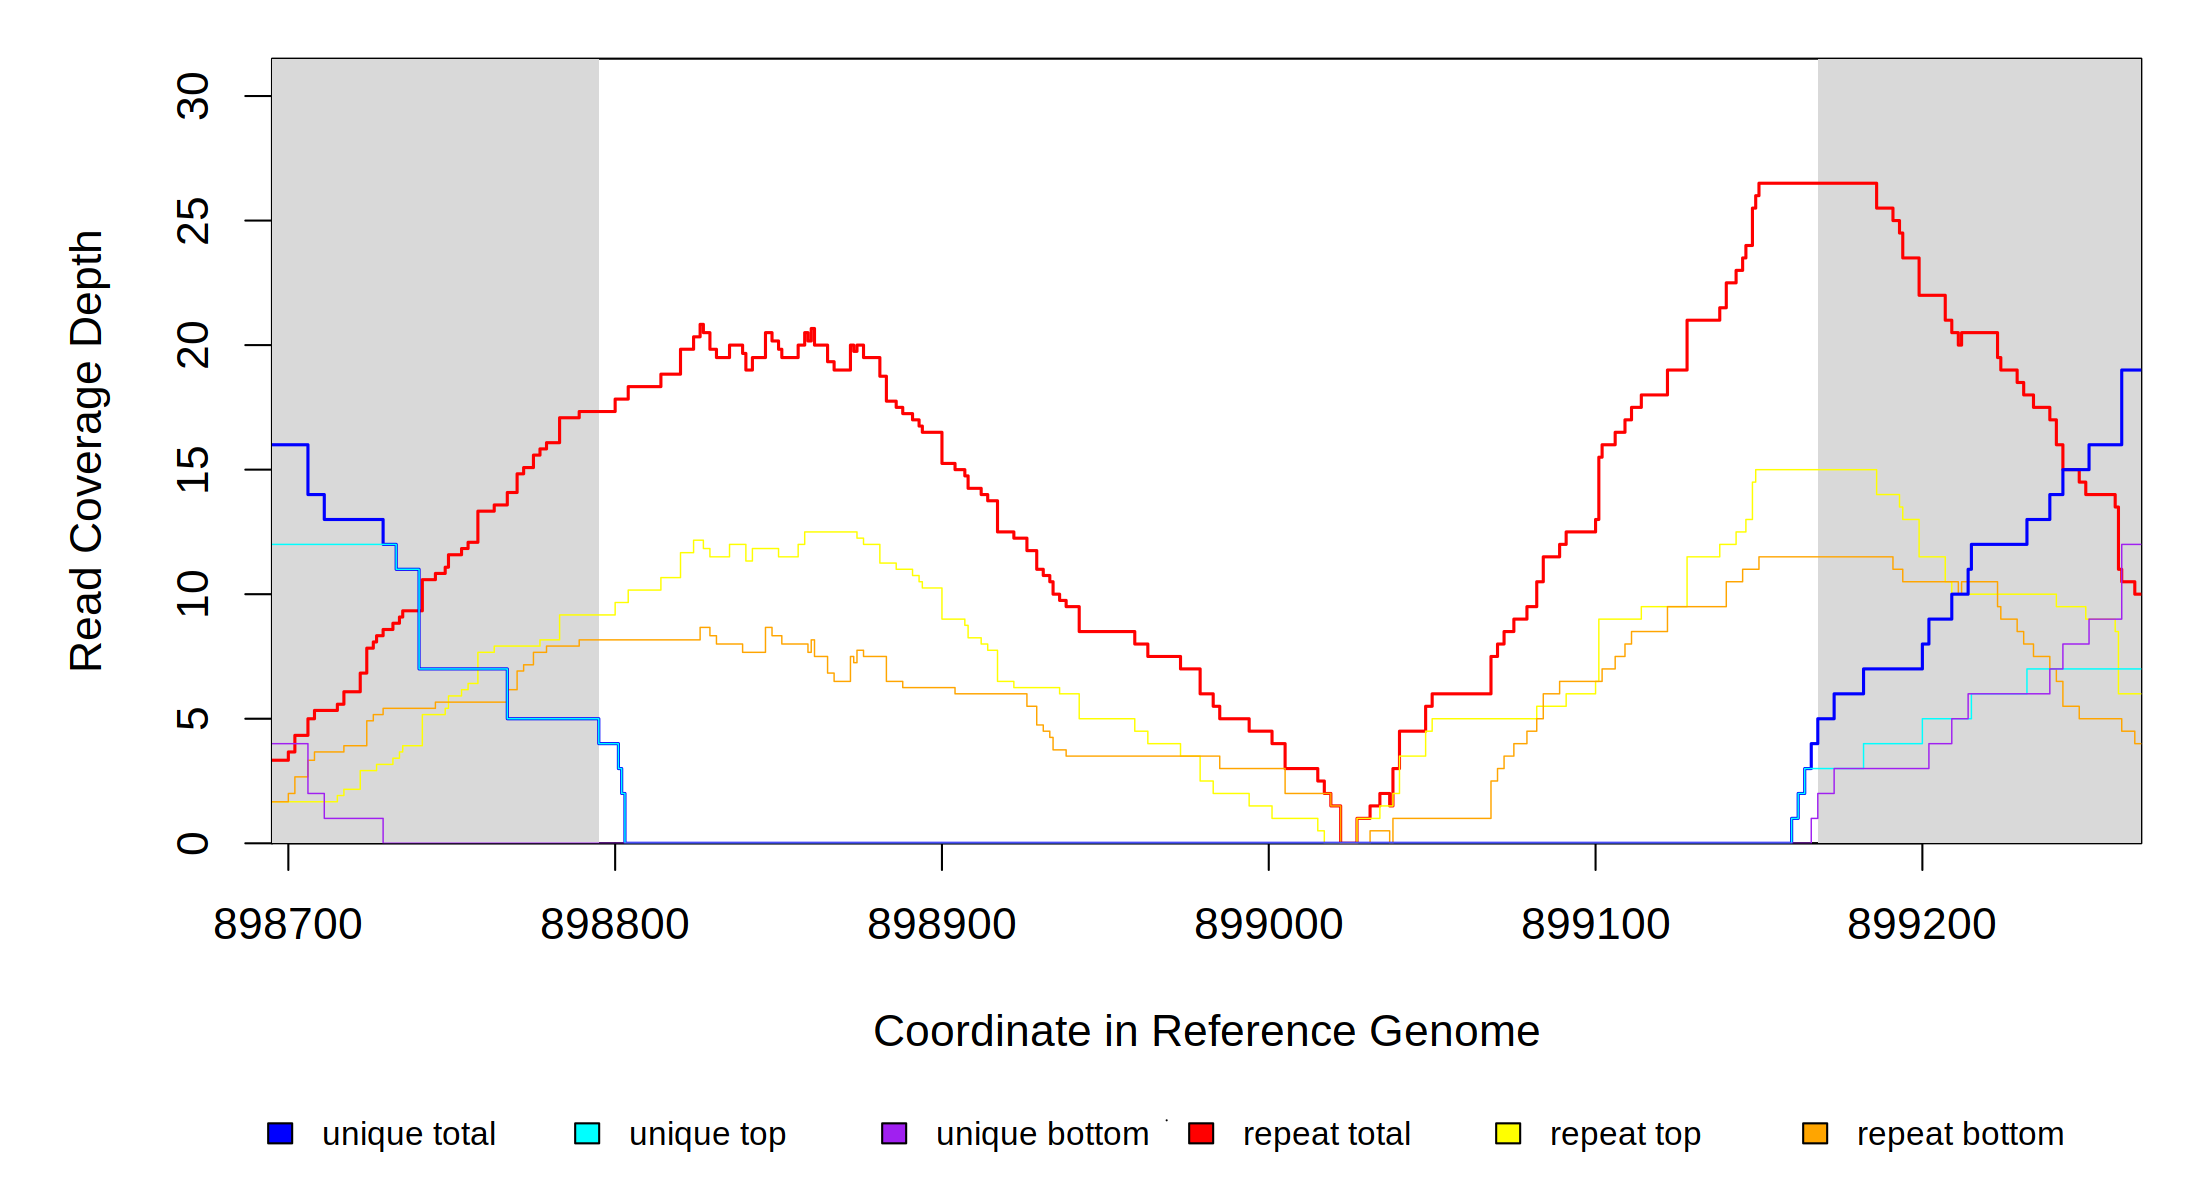 Read Coverage Depth
30
25
20
15
10
5
0
898700 898800 898900 899000 899100 899200
Coordinate in Reference Genome
unique total unique top unique bottom repeat total repeat top repeat bottom